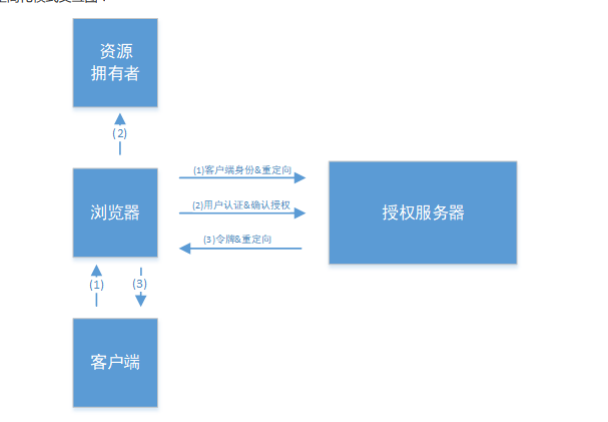 资源
拥有者
(2)
(1)客户端身份&重定向
(2)用户认证&确认授权
浏览器
授权服务器
(3)令牌&重定向
(1)
(3)
客户端